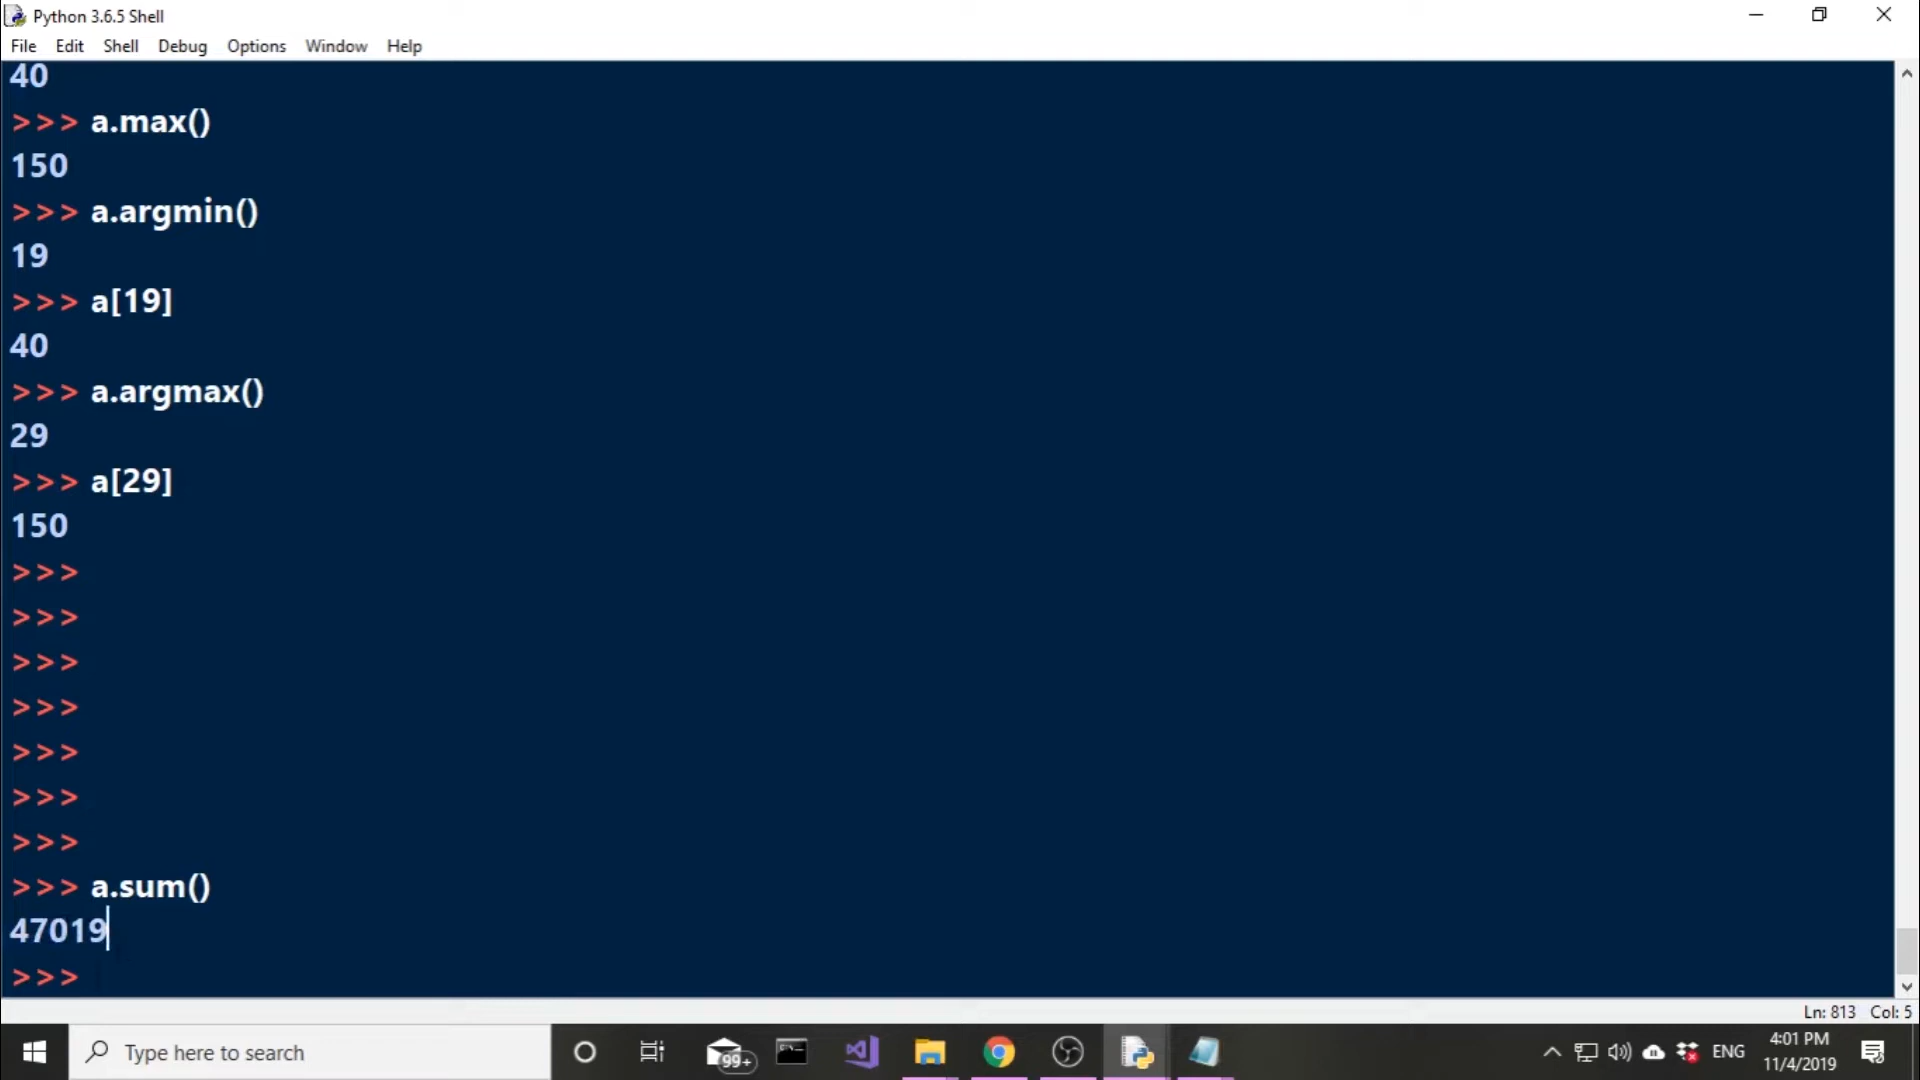 Python 3.6.5 Shell
File Edit Shell Debug Options Window Help
40
>>> a.max()
150
>>> a.argmin()
19
>>> a[19]
40
>>> a.argmax()
29
>>> a[29]
150
>>>
>>>
>>>
>>>
>>>
>>>
>>>
>>> a.sum()
47019
>>>
Ln: 813 Col: 5
Type here to search
99+
ENG
4:01 PM
11/4/2019